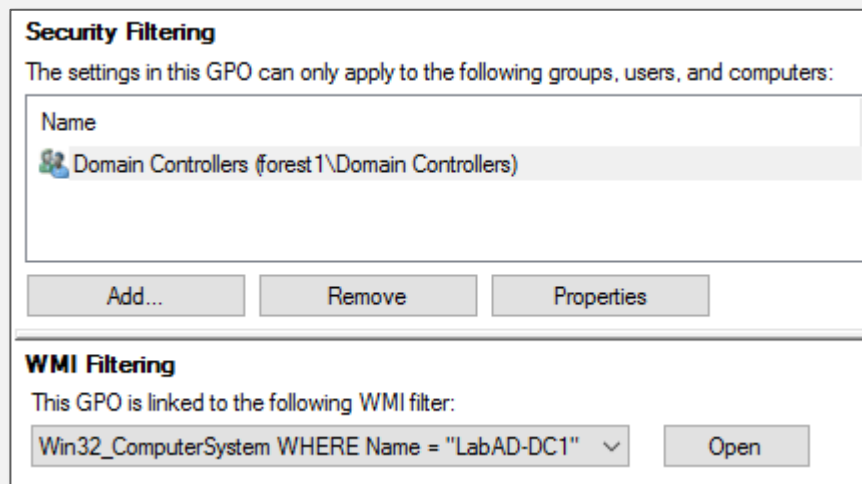 Security Filtering
The settings in this GPO can only apply to the following groups, users, and computers:
Name
Domain Controllers (forest1\Domain Controllers)
Add... Remove Properties
WMI Filtering
This GPO is linked to the following WMI filter:
Win32_ComputerSystem WHERE Name = "LabAD-DC1" Open